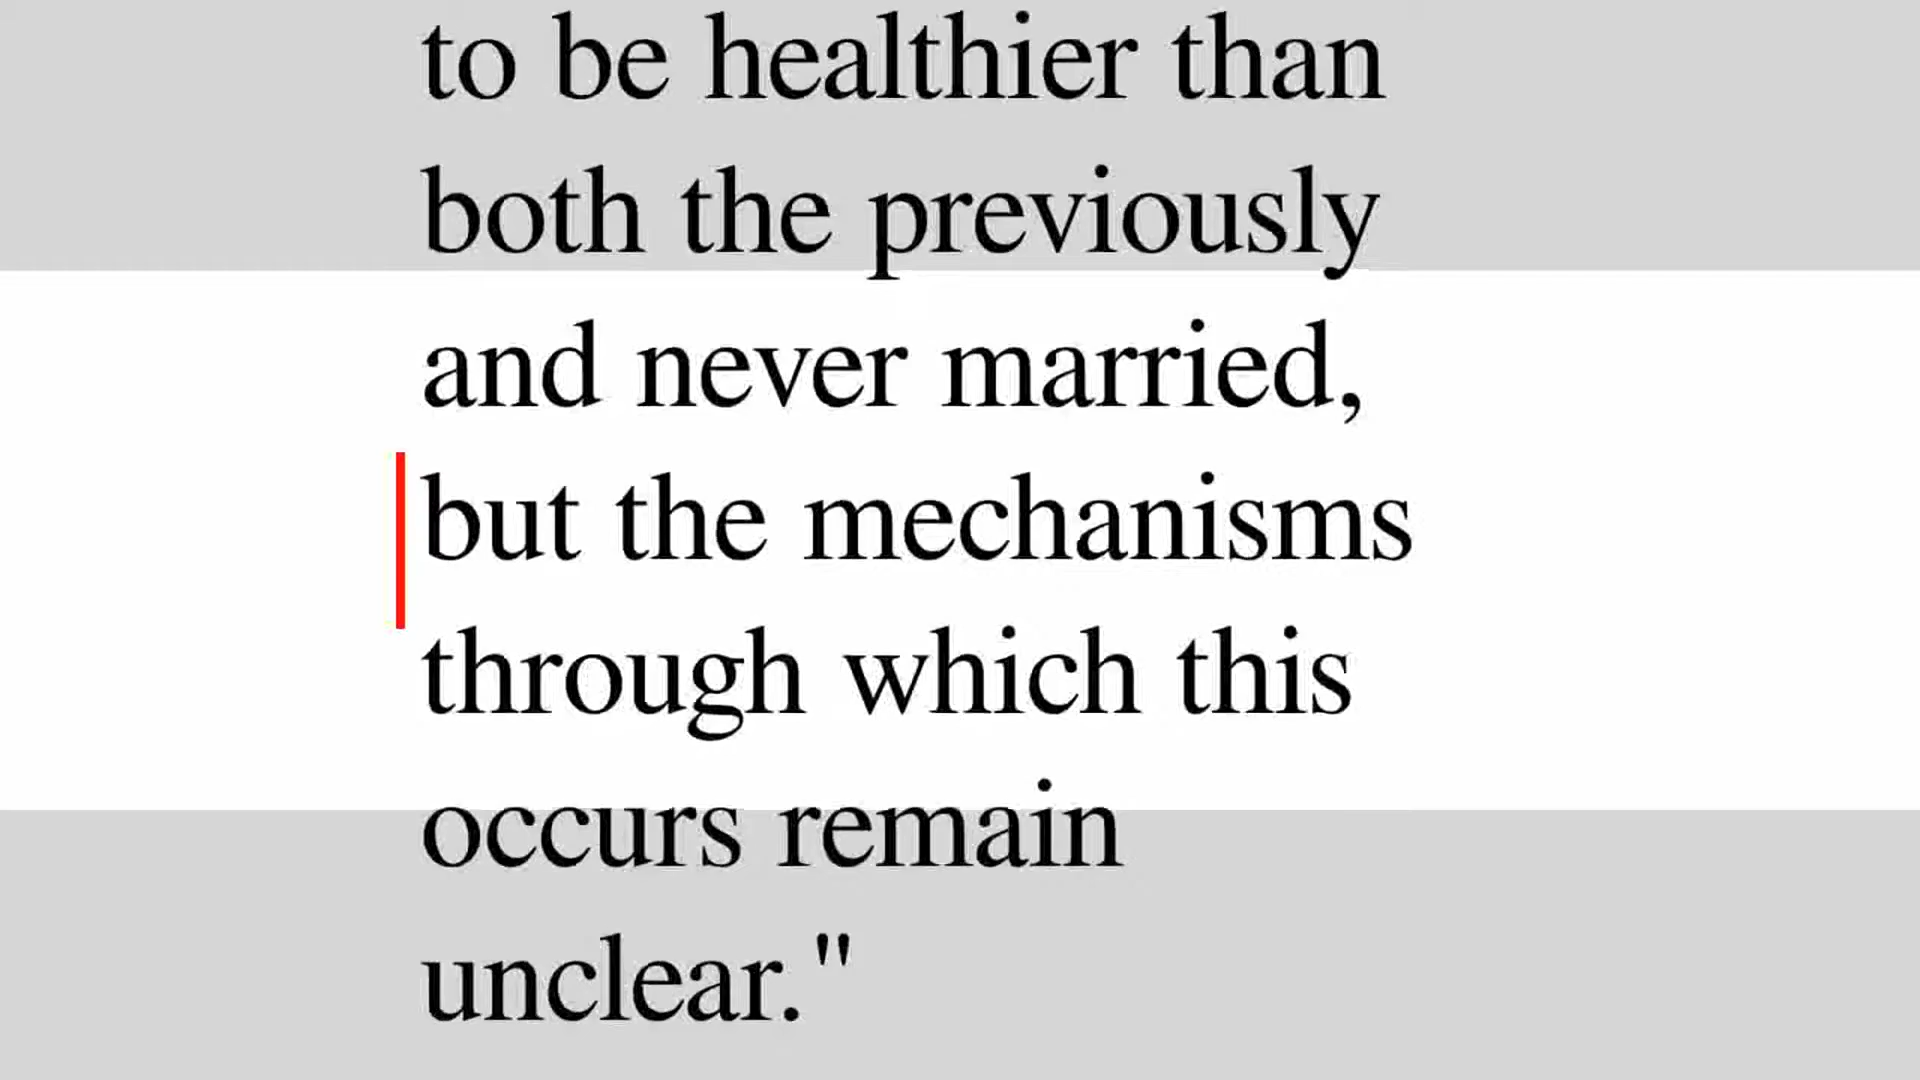 to be healthier than
both the previously
and never married,
but the mechanisms
through which this
occurs remain
unclear."